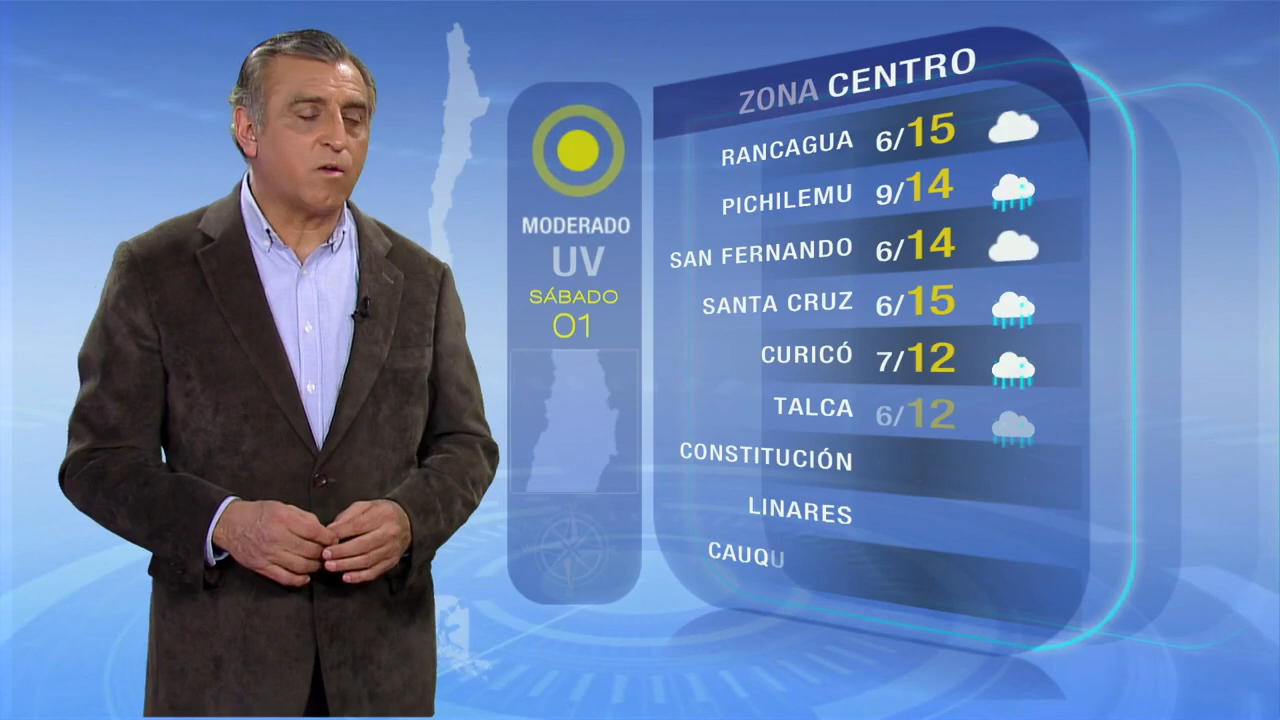 ZONA CENTRO
RANCAGUA 6/15
PICHILEMU 9/14
SAN FERNANDO 6/14
SANTA CRUZ 6/15
CURICÓ 7/12
TALCA 6/12
CONSTITUCIÓN
LINARES
CAUQU
MODERADO
UV
SÁBADO
01